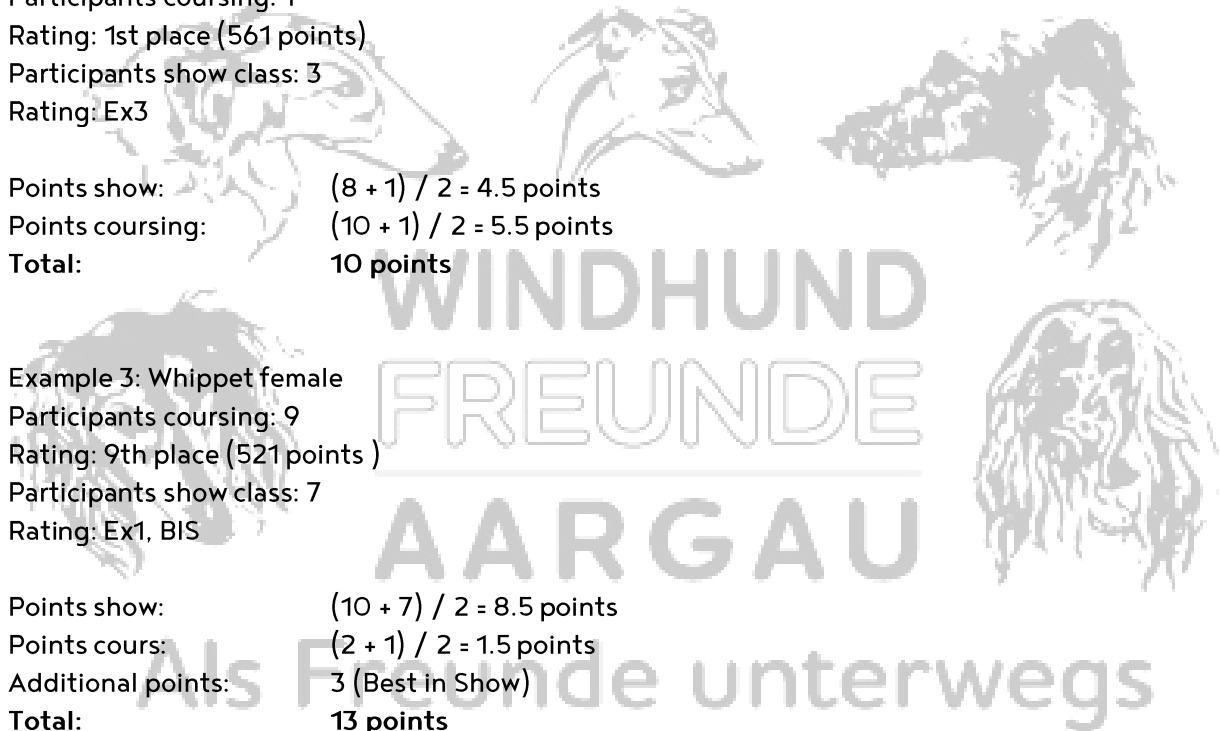 Participants coursing: 1
Rating: 1st place (561 points)
Participants show class: 3
Rating: Ex3
Points show: (8 + 1) / 2 = 4.5 points
Points coursing: (10 + 1) / 2 = 5.5 points
Total: 10 points
WINDHUND
FREUNDE
AARGAU
Als Freunde unterwegs
Example 3: Whippet female
Participants coursing: 9
Rating: 9th place (521 points )
Participants show class: 7
Rating: Ex1, BIS
Points show: (10 + 7) / 2 = 8.5 points
Points cours: (2 + 1) / 2 = 1.5 points
Additional points: 3 (Best in Show)
Total: 13 points